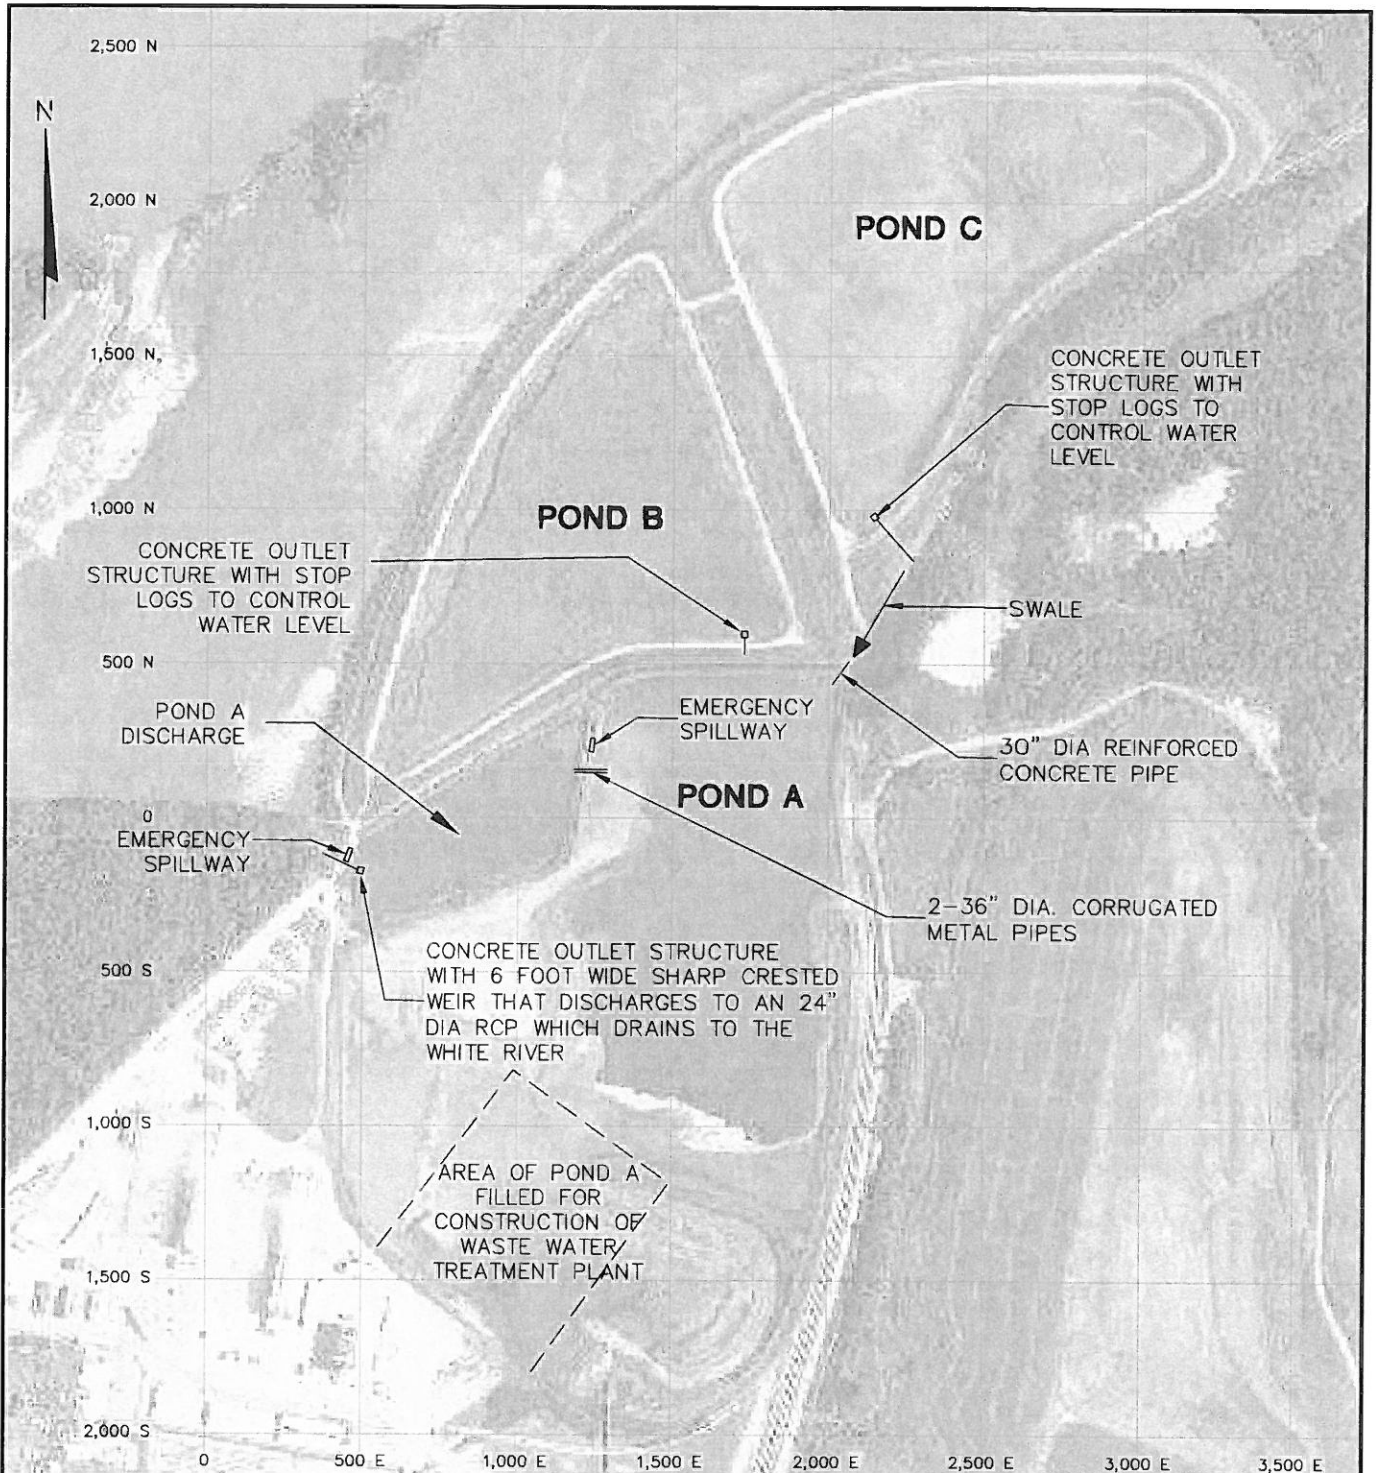 2,500 N
N
2,000 N
POND C
1,500 N
CONCRETE OUTLET
STRUCTURE WITH
STOP LOGS TO
CONTROL WATER
LEVEL
1,000 N
POND B
CONCRETE OUTLET
STRUCTURE WITH STOP
LOGS TO CONTROL
WATER LEVEL
SWALE
500 N
POND A
DISCHARGE
EMERGENCY
SPILLWAY
30" DIA REINFORCED
CONCRETE PIPE
POND A
0
EMERGENCY
SPILLWAY
2-36" DIA. CORRUGATED
METAL PIPES
CONCRETE OUTLET STRUCTURE
WITH 6 FOOT WIDE SHARP CRESTED
WEIR THAT DISCHARGES TO AN 24"
DIA RCP WHICH DRAINS TO THE
WHITE RIVER
500 S
1,000 S
AREA OF POND A
FILLED FOR
CONSTRUCTION OF
WASTE WATER
TREATMENT PLANT
1,500 S
2,000 S
0
500 E
1,000 E
1,500 E
2,000 E
2,500 E
3,000 E
3,500 E